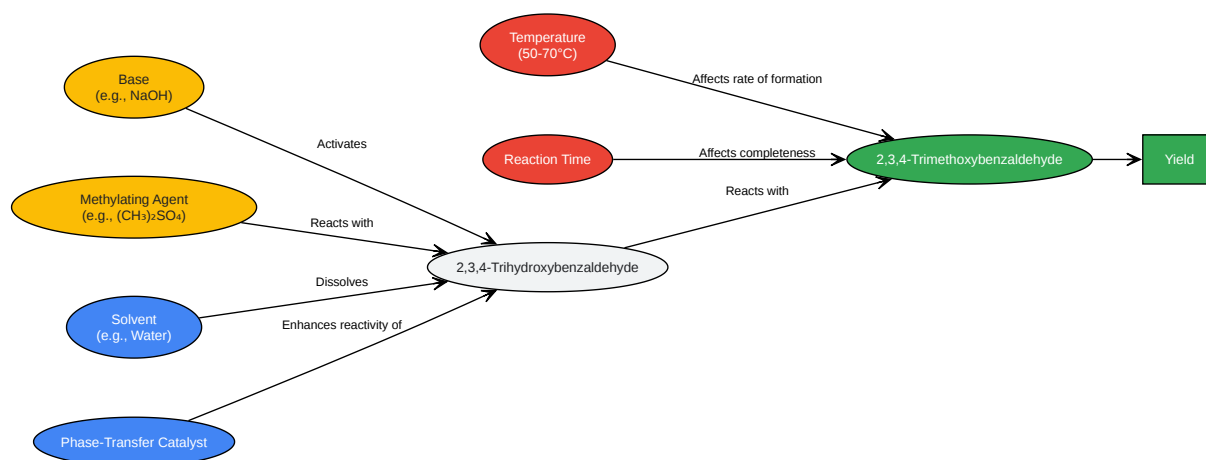 Temperature
(50-70°C)
Base
(e.g., NaOH)
Affects rate of formation
Activates
Affects completeness
Reaction Time
2,3,4-Trimethoxybenzaldehyde
Yield
Methylating Agent
(e.g., (CH₃)₂SO₄)
Reacts with
Reacts with
2,3,4-Trihydroxybenzaldehyde
Dissolves
Solvent
(e.g., Water)
Enhances reactivity of
Phase-Transfer Catalyst